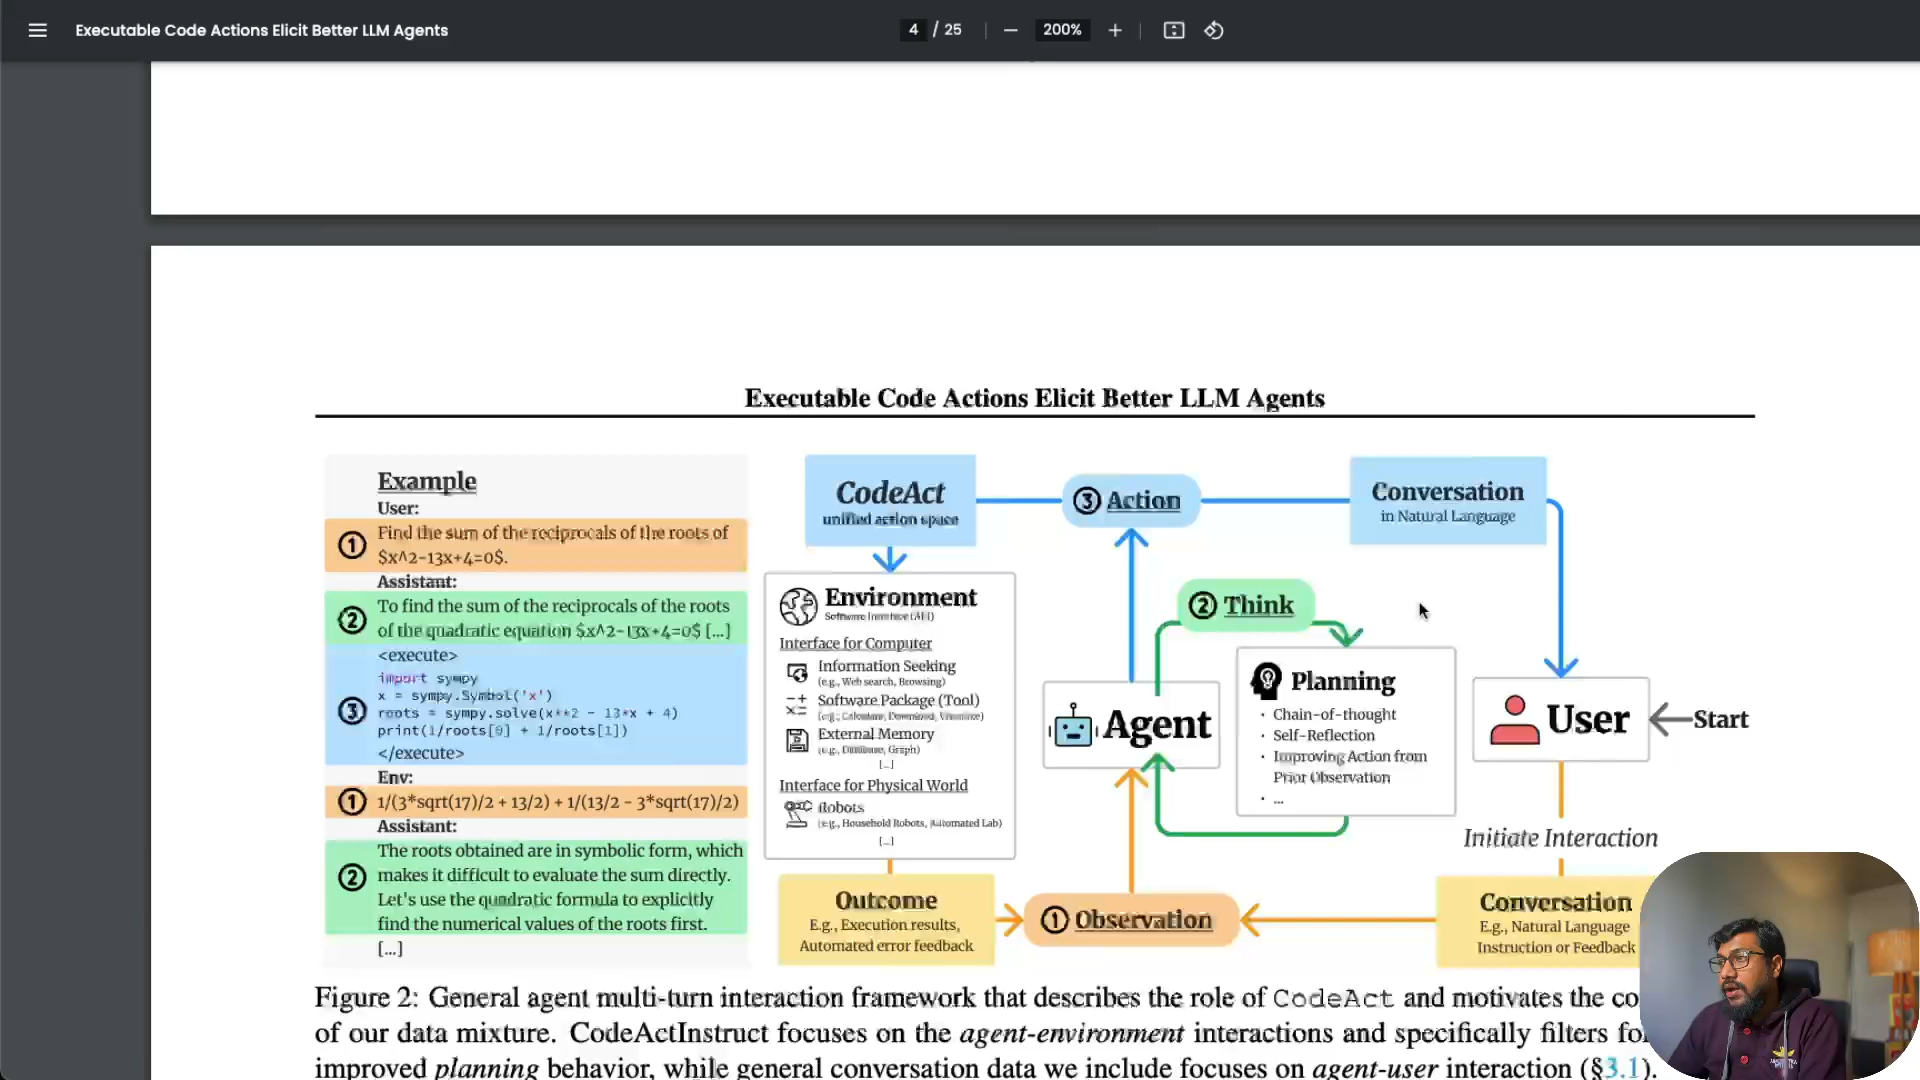 Executable Code Actions Elicit Better LLM Agents
4 / 25
200%
Executable Code Actions Elicit Better LLM Agents
Example
User:
① Find the sum of the reciprocals of the roots of
$x^2-13x+4=0$.
Assistant:
② To find the sum of the reciprocals of the roots
of the quadratic equation $x^2-13x+4=0$ [...]
<execute>
import sympy
x = sympy.Symbol('x')
③ roots = sympy.solve(x**2 - 13*x + 4)
print(1/roots[0] + 1/roots[1])
</execute>
Env:
① 1/(3*sqrt(17)/2 + 13/2) + 1/(13/2 - 3*sqrt(17)/2)
Assistant:
The roots obtained are in symbolic form, which
② makes it difficult to evaluate the sum directly.
Let's use the quadratic formula to explicitly
find the numerical values of the roots first.
[...]
CodeAct
unified action space
③ Action
Conversation
in Natural Language
Environment
Interface for Computer
Information Seeking
(e.g., Web search, Browsing)
Software Package (Tool)
External Memory
[...]
Interface for Physical World
Robots
(e.g., Household Robots, Automated Lab)
[...]
② Think
Planning
· Chain-of-thought
· Self-Reflection
· Improving Action from
Prior Observation
· ...
Agent
User
Start
Initiate Interaction
Outcome
E.g., Execution results,
Automated error feedback
① Observation
Conversation
E.g., Natural Language
Instruction or Feedback
Figure 2: General agent multi-turn interaction framework that describes the role of CodeAct and motivates the co
of our data mixture. CodeActInstruct focuses on the agent-environment interactions and specifically filters fo
improved planning behavior, while general conversation data we include focuses on agent-user interaction (§3.1).